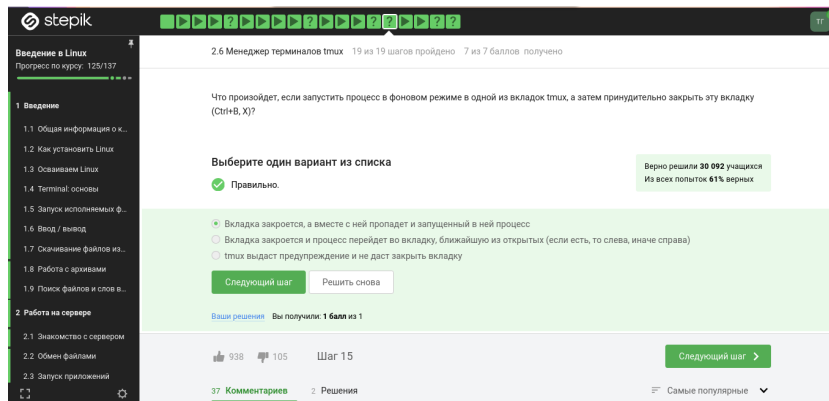 stepik
ТГ
Введение в Linux
Прогресс по курсу: 125/137
2.6 Менеджер терминалов tmux 19 из 19 шагов пройдено 7 из 7 баллов получено
1 Введение
1.1 Общая информация о к...
1.2 Как установить Linux
1.3 Осваиваем Linux
1.4 Terminal: основы
1.5 Запуск исполняемых ф...
1.6 Ввод / вывод
1.7 Скачивание файлов из...
1.8 Работа с архивами
1.9 Поиск файлов и слов в...
2 Работа на сервере
2.1 Знакомство с сервером
2.2 Обмен файлами
2.3 Запуск приложений
Что произойдет, если запустить процесс в фоновом режиме в одной из вкладок tmux, а затем принудительно закрыть эту вкладку
(Ctrl+B, X)?
Выберите один вариант из списка
Правильно.
Верно решили 30 092 учащихся
Из всех попыток 61% верных
Вкладка закроется, а вместе с ней пропадет и запущенный в ней процесс
Вкладка закроется и процесс перейдет во вкладку, ближайшую из открытых (если есть, то слева, иначе справа)
tmux выдаст предупреждение и не даст закрыть вкладку
Следующий шаг
Решить снова
Ваши решения Вы получили: 1 балл из 1
938
105
Шаг 15
Следующий шаг
37 Комментариев
2 Решения
Самые популярные